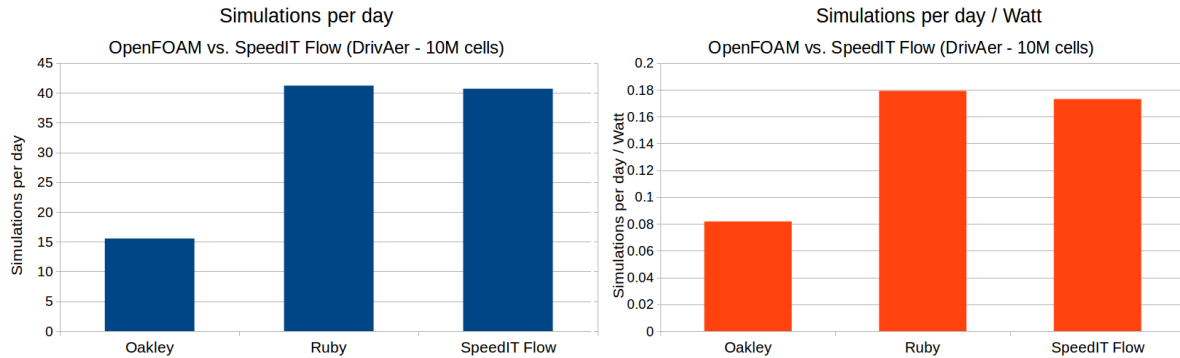 Simulations per day
OpenFOAM vs. SpeedIT Flow (DrivAer - 10M cells)
45
40
35
30
25
20
15
10
5
0
Simulations per day
Oakley
Ruby
SpeedIT Flow
Simulations per day / Watt
OpenFOAM vs. SpeedIT Flow (DrivAer - 10M cells)
0.2
0.18
0.16
0.14
0.12
0.1
0.08
0.06
0.04
0.02
0
Simulations per day / Watt
Oakley
Ruby
SpeedIT Flow